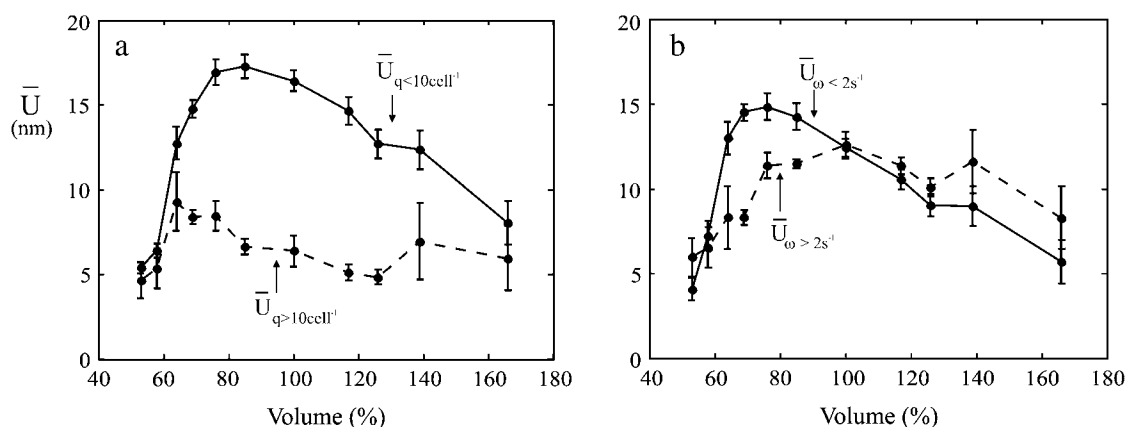 a
Ū
(nm)
20
15
10
5
0
Ū q<10cell⁻¹
Ū q>10cell⁻¹
40 60 80 100 120 140 160 180
Volume (%)
b
20
15
10
5
0
Ū ω < 2s⁻¹
Ū ω > 2s⁻¹
40 60 80 100 120 140 160 180
Volume (%)